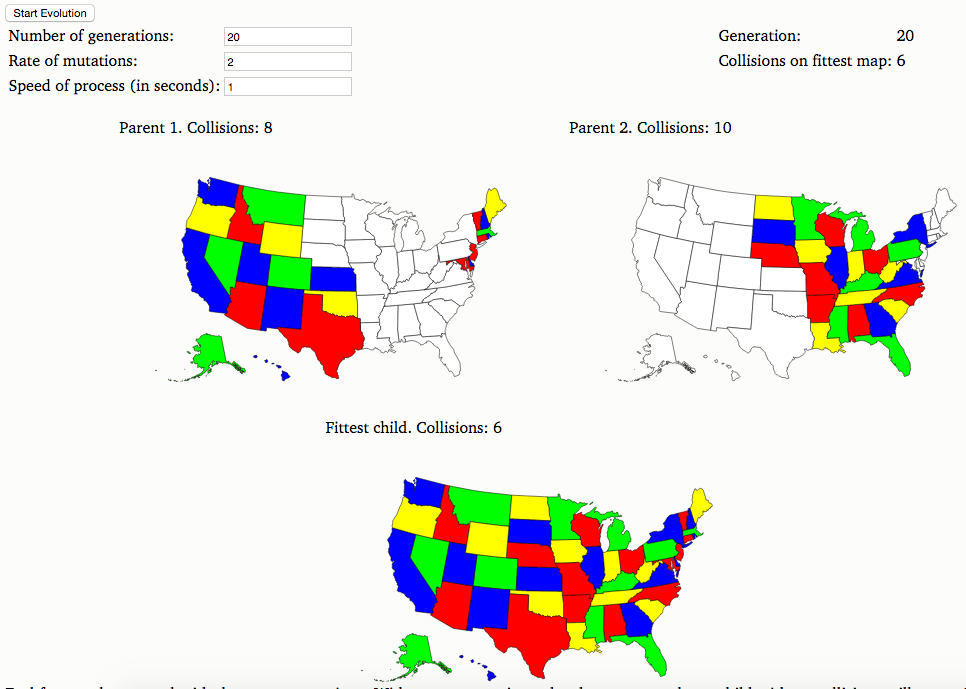 Start Evolution
Number of generations: 20
Rate of mutations: 2
Speed of process (in seconds): 1
Generation: 20
Collisions on fittest map: 6
Parent 1. Collisions: 8
Parent 2. Collisions: 10
Fittest child. Collisions: 6